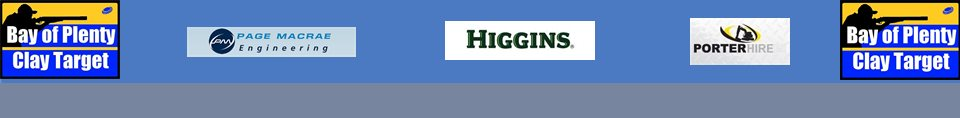 Bay of Plenty
Clay Target
PAGE MACRAE
Engineering
HIGGINS
PORTERHIRE
Bay of Plenty
Clay Target